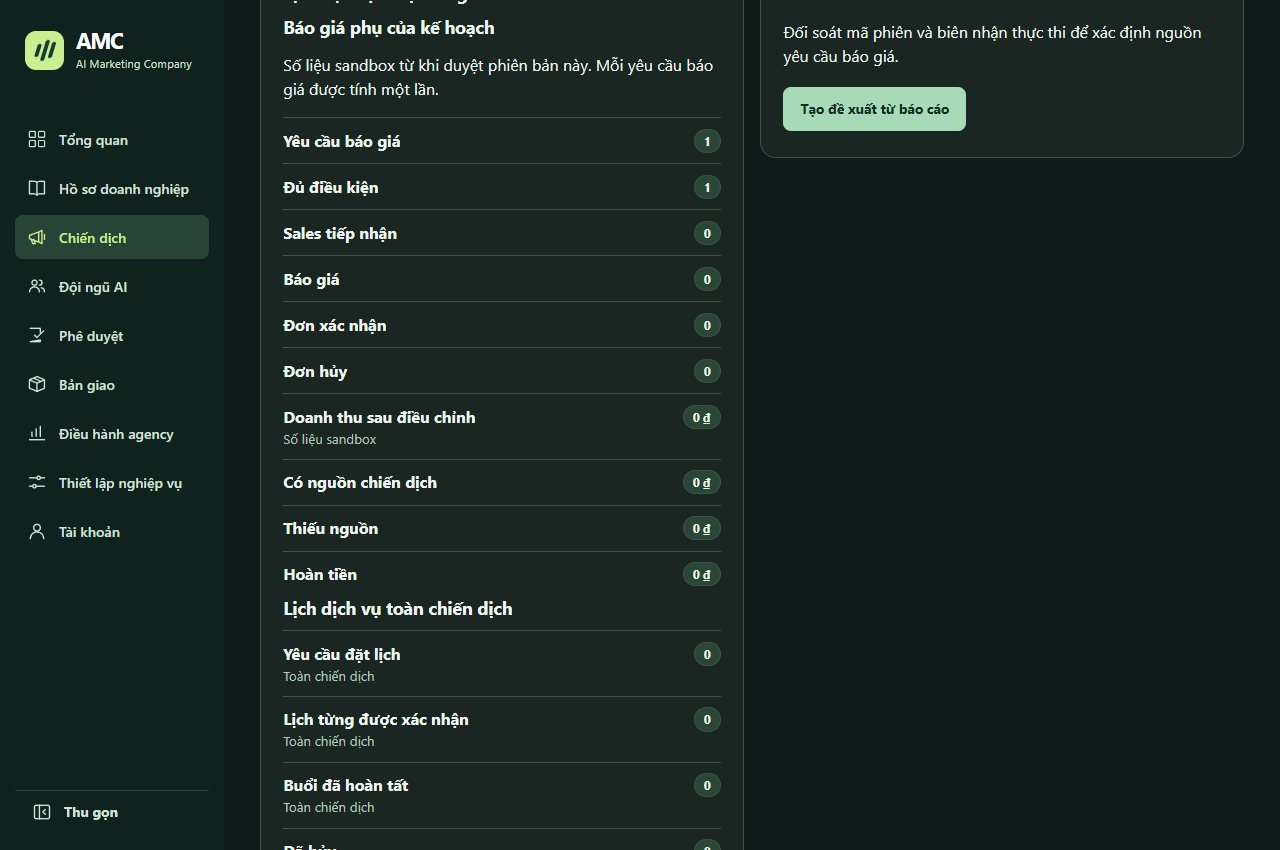 AMC
AI Marketing Company
Tổng quan
Hồ sơ doanh nghiệp
Chiến dịch
Đội ngũ AI
Phê duyệt
Bản giao
Điều hành agency
Thiết lập nghiệp vụ
Tài khoản
Thu gọn
Báo giá phụ của kế hoạch
Số liệu sandbox từ khi duyệt phiên bản này. Mỗi yêu cầu báo
giá được tính một lần.
Yêu cầu báo giá 1
Đủ điều kiện 1
Sales tiếp nhận 0
Báo giá 0
Đơn xác nhận 0
Đơn hủy 0
Doanh thu sau điều chỉnh 0 ₫
Số liệu sandbox
Có nguồn chiến dịch 0 ₫
Thiếu nguồn 0 ₫
Hoàn tiền 0 ₫
Lịch dịch vụ toàn chiến dịch
Yêu cầu đặt lịch 0
Toàn chiến dịch
Lịch từng được xác nhận 0
Toàn chiến dịch
Buổi đã hoàn tất 0
Toàn chiến dịch
Đối soát mã phiên và biên nhận thực thi để xác định nguồn
yêu cầu báo giá.
Tạo đề xuất từ báo cáo